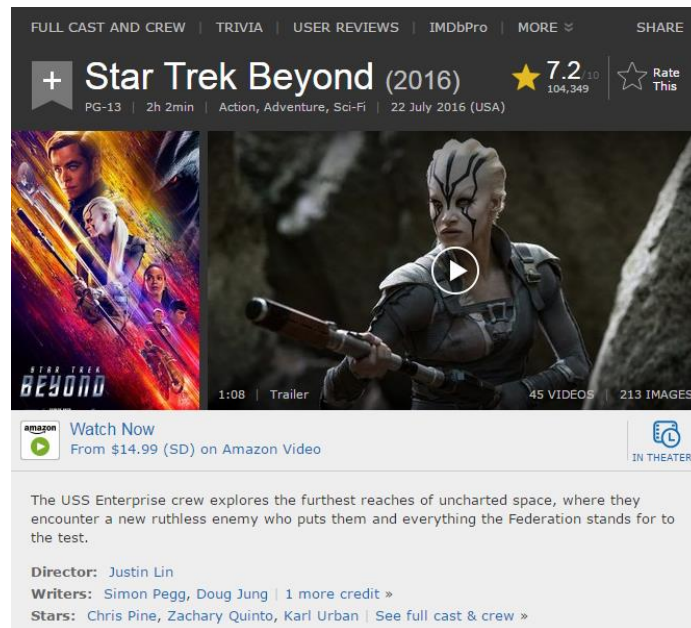 FULL CAST AND CREW | TRIVIA | USER REVIEWS | IMDbPro | MORE SHARE
+ Star Trek Beyond (2016) 7.2/10 Rate
104,349 This
PG-13 | 2h 2min | Action, Adventure, Sci-Fi | 22 July 2016 (USA)
STAR TREK
BEYOND
1:08 | Trailer 45 VIDEOS | 213 IMAGES
amazon Watch Now
From $14.99 (SD) on Amazon Video
IN THEATER
The USS Enterprise crew explores the furthest reaches of uncharted space, where they
encounter a new ruthless enemy who puts them and everything the Federation stands for to
the test.
Director: Justin Lin
Writers: Simon Pegg, Doug Jung | 1 more credit »
Stars: Chris Pine, Zachary Quinto, Karl Urban | See full cast & crew »